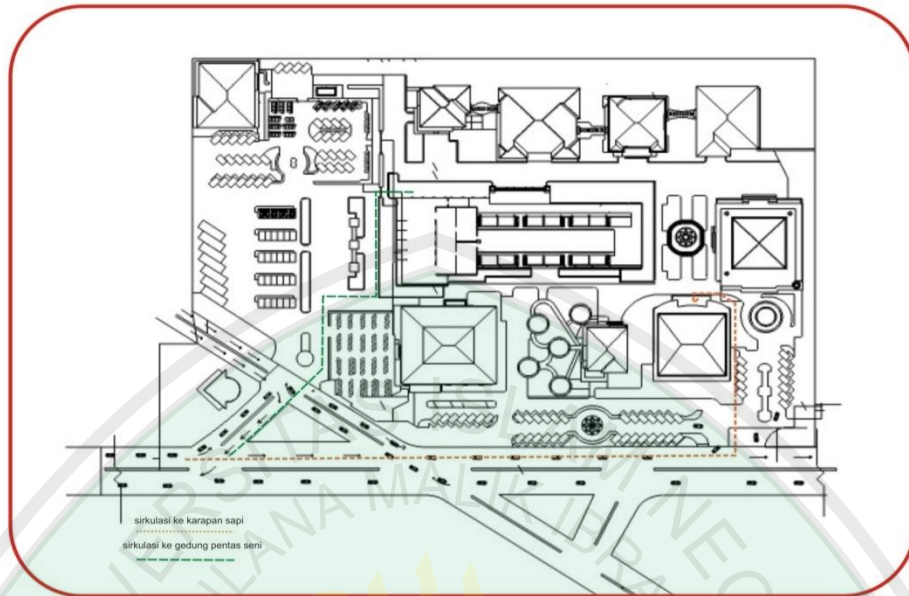 sirkulasi ke karapan sapi
sirkulasi ke gedung pentas seni